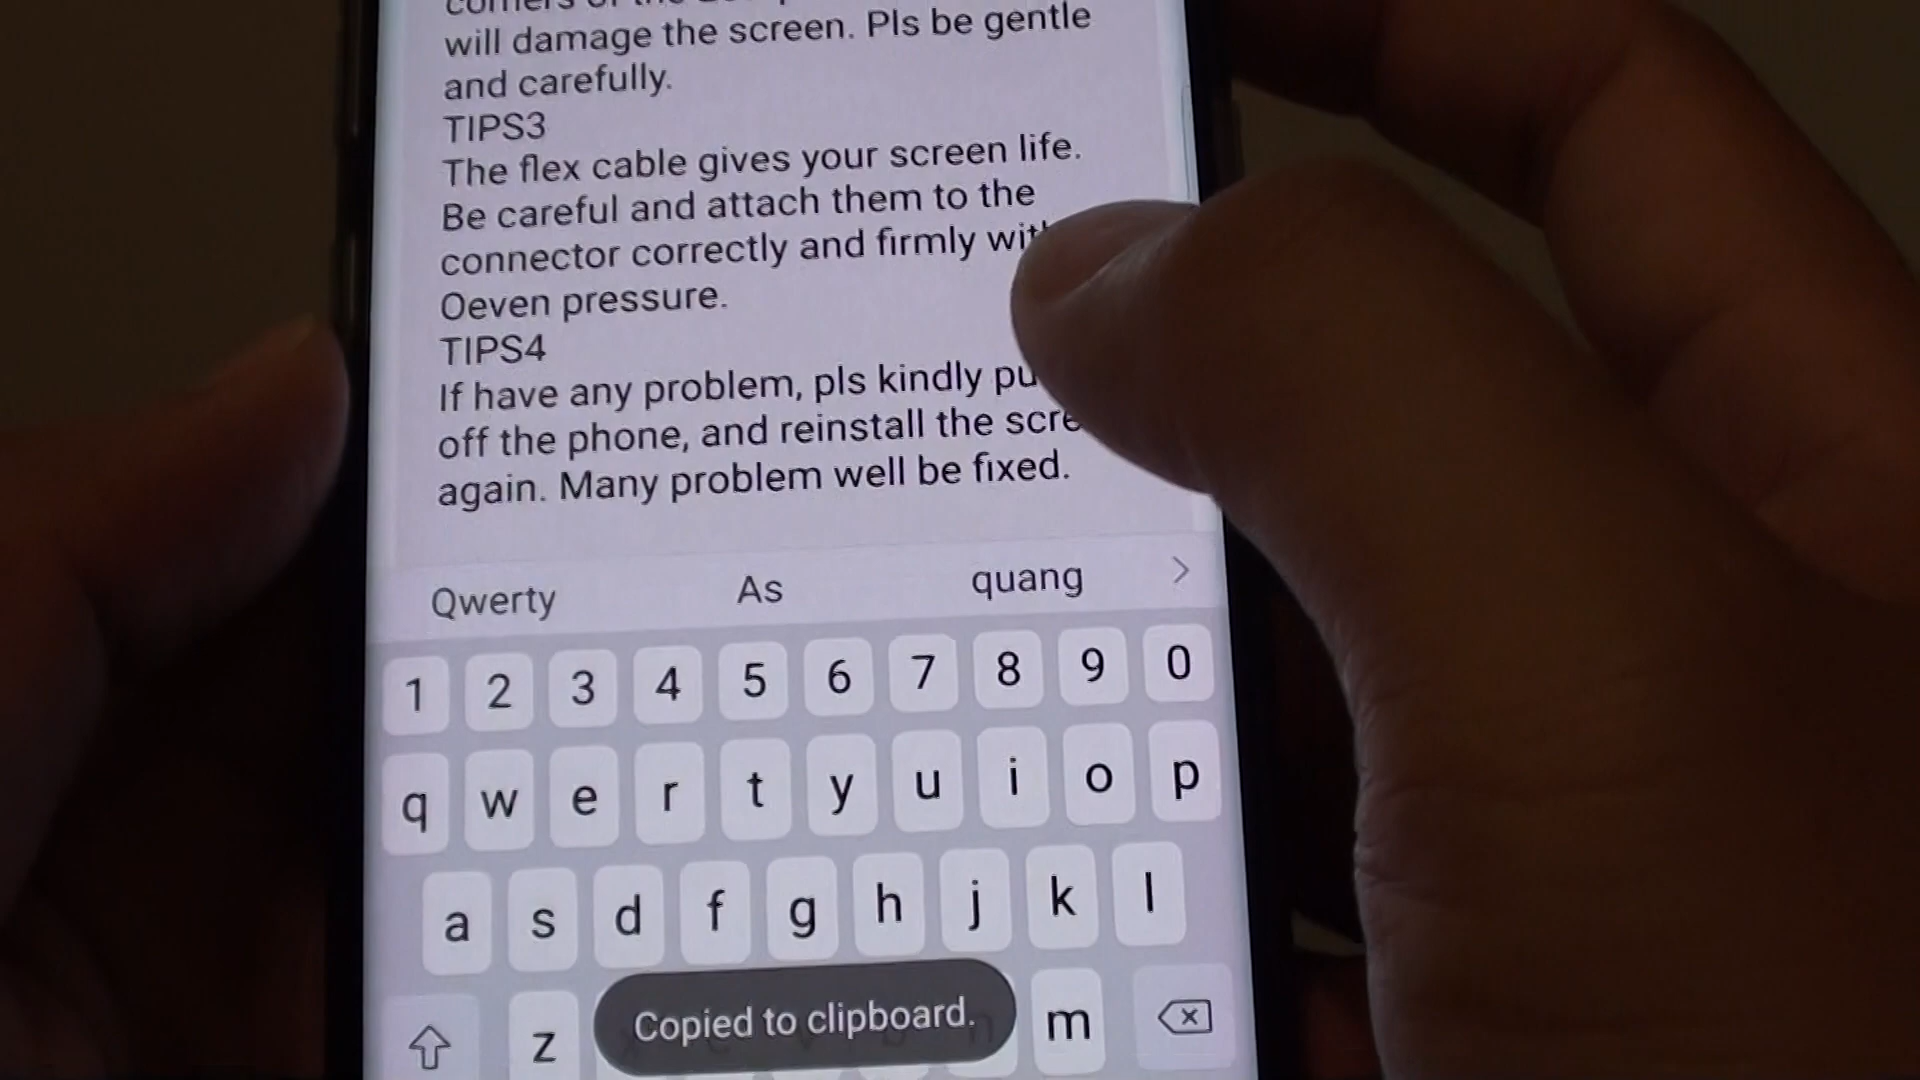 will damage the screen. Pls be gentle
and carefully.
TIPS3
The flex cable gives your screen life.
Be careful and attach them to the
connector correctly and firmly
Oeven pressure.
TIPS4
If have any problem, pls kindly
off the phone, and reinstall the
again. Many problem well be fixed.
Qwerty As quang >
1 2 3 4 5 6 7 8 9 0
q w e r t y u i o p
a s d f g h j k l
z m
Copied to clipboard.